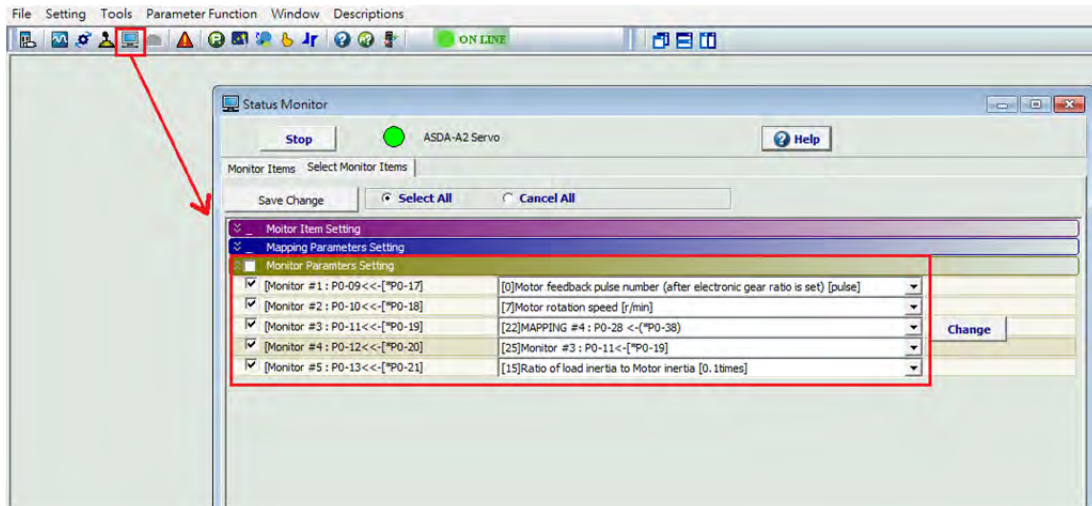 File Setting Tools Parameter Function Window Descriptions
ON LINE
Status Monitor
Stop ASDA-A2 Servo Help
Monitor Items Select Monitor Items
Save Change Select All Cancel All
Moitor Item Setting
Mapping Parameters Setting
Monitor Paramters Setting
[Monitor #1 : P0-09<<-[*P0-17] [0]Motor feedback pulse number (after electronic gear ratio is set) [pulse]
[Monitor #2 : P0-10<<-[*P0-18] [7]Motor rotation speed [r/min]
[Monitor #3 : P0-11<<-[*P0-19] [22]MAPPING #4 : P0-28 <-(*P0-38)
Change
[Monitor #4 : P0-12<<-[*P0-20] [25]Monitor #3 : P0-11<-[*P0-19]
[Monitor #5 : P0-13<<-[*P0-21] [15]Ratio of load inertia to Motor inertia [0.1times]